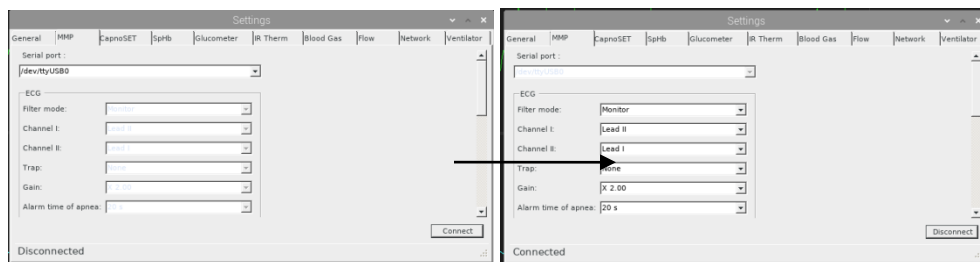 Settings
General MMP CapnoSET SpHb Glucometer IR Therm Blood Gas Flow Network Ventilator
Serial port :
/dev/ttyUSB0
ECG
Filter mode: Monitor
Channel I: Lead II
Channel II: Lead I
Trap: None
Gain: X 2.00
Alarm time of apnea: 20 s
Connect
Disconnected
Settings
General MMP CapnoSET SpHb Glucometer IR Therm Blood Gas Flow Network Ventilator
Serial port :
/dev/ttyUSB0
ECG
Filter mode: Monitor
Channel I: Lead II
Channel II: Lead I
Trap: None
Gain: X 2.00
Alarm time of apnea: 20 s
Disconnect
Connected